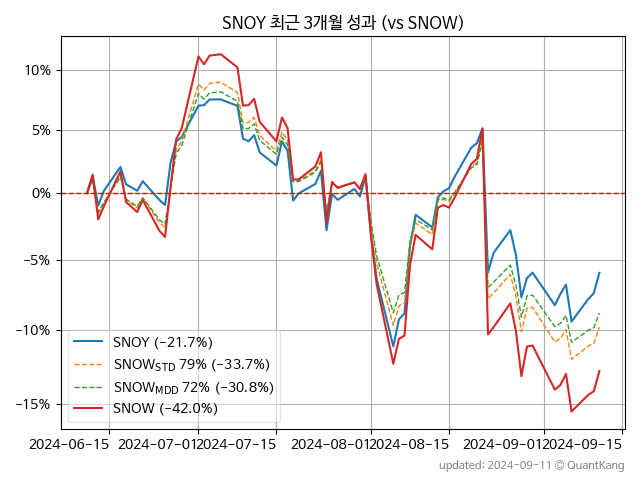 SNOY 최근 3개월 성과 (vs SNOW)
10%
5%
0%
−5%
−10%
−15%
SNOY (−21.7%)
SNOW_STD 79% (−33.7%)
SNOW_MDD 72% (−30.8%)
SNOW (−42.0%)
2024-06-15 2024-07-01 2024-07-15 2024-08-01 2024-08-15 2024-09-01 2024-09-15
updated: 2024-09-11 © QuantKang